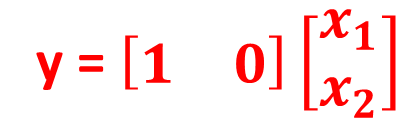 y = [1 0] [x₁ x₂]